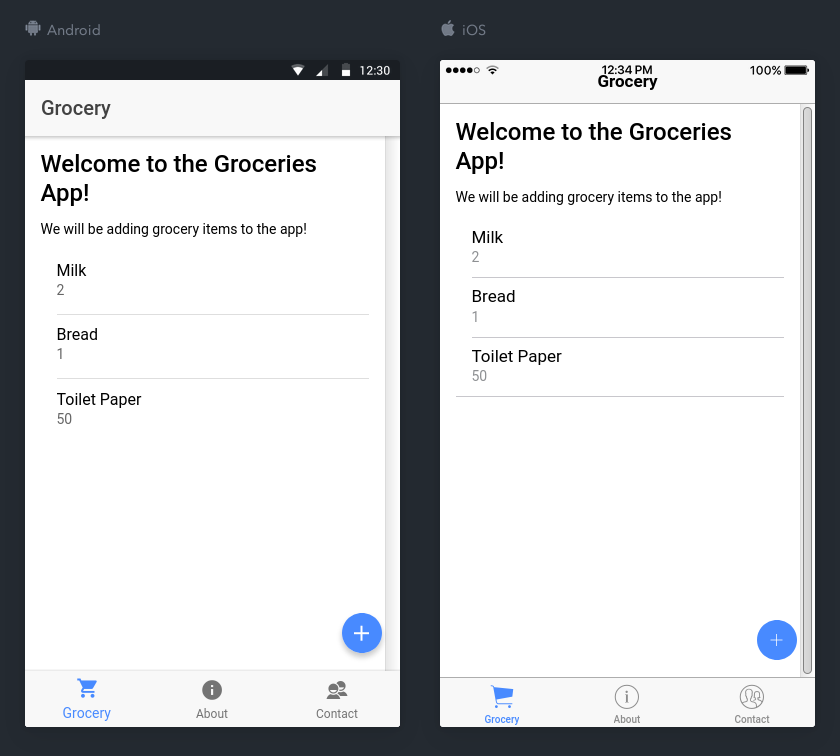 Android
12:30
Grocery
Welcome to the Groceries
App!
We will be adding grocery items to the app!
Milk
2
Bread
1
Toilet Paper
50
Grocery
About
Contact
iOS
12:34 PM
100%
Grocery
Welcome to the Groceries
App!
We will be adding grocery items to the app!
Milk
2
Bread
1
Toilet Paper
50
Grocery
About
Contact